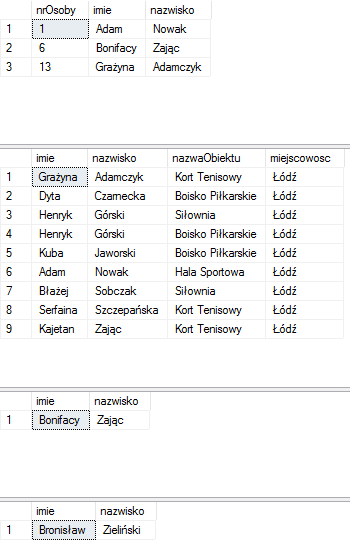 nrOsoby imie nazwisko
1 1 Adam Nowak
2 6 Bonifacy Zając
3 13 Grażyna Adamczyk
imie nazwisko nazwaObiektu miejscowosc
1 Grażyna Adamczyk Kort Tenisowy Łódź
2 Dyta Czarnecka Boisko Piłkarskie Łódź
3 Henryk Górski Siłownia Łódź
4 Henryk Górski Boisko Piłkarskie Łódź
5 Kuba Jaworski Boisko Piłkarskie Łódź
6 Adam Nowak Hala Sportowa Łódź
7 Błażej Sobczak Siłownia Łódź
8 Serfaina Szczepańska Kort Tenisowy Łódź
9 Kajetan Zając Kort Tenisowy Łódź
imie nazwisko
1 Bonifacy Zając
imie nazwisko
1 Bronisław Zieliński